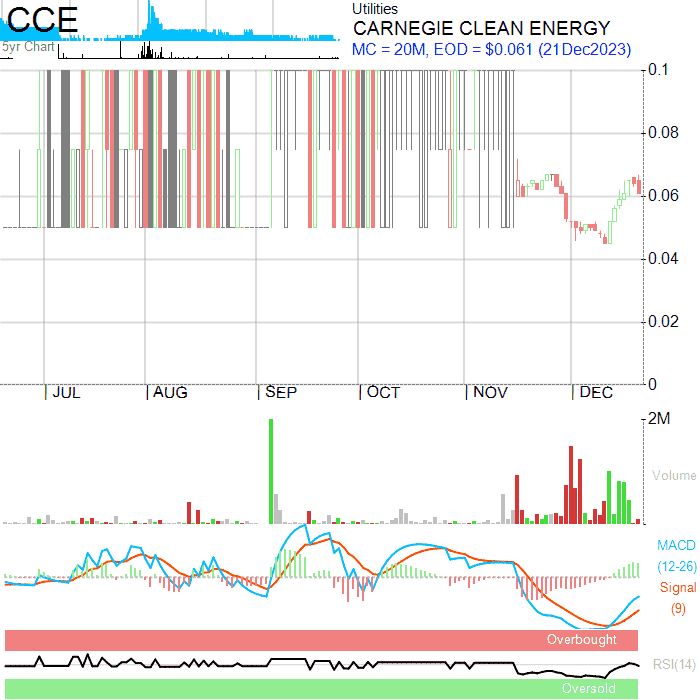 CCE
5yr Chart
Utilities
CARNEGIE CLEAN ENERGY
MC = 20M, EOD = $0.061 (21Dec2023)
0.1
0.08
0.06
0.04
0.02
0
JUL AUG SEP OCT NOV DEC
2M
Volume
MACD
(12-26)
Signal
(9)
Overbought
RSI(14)
Oversold